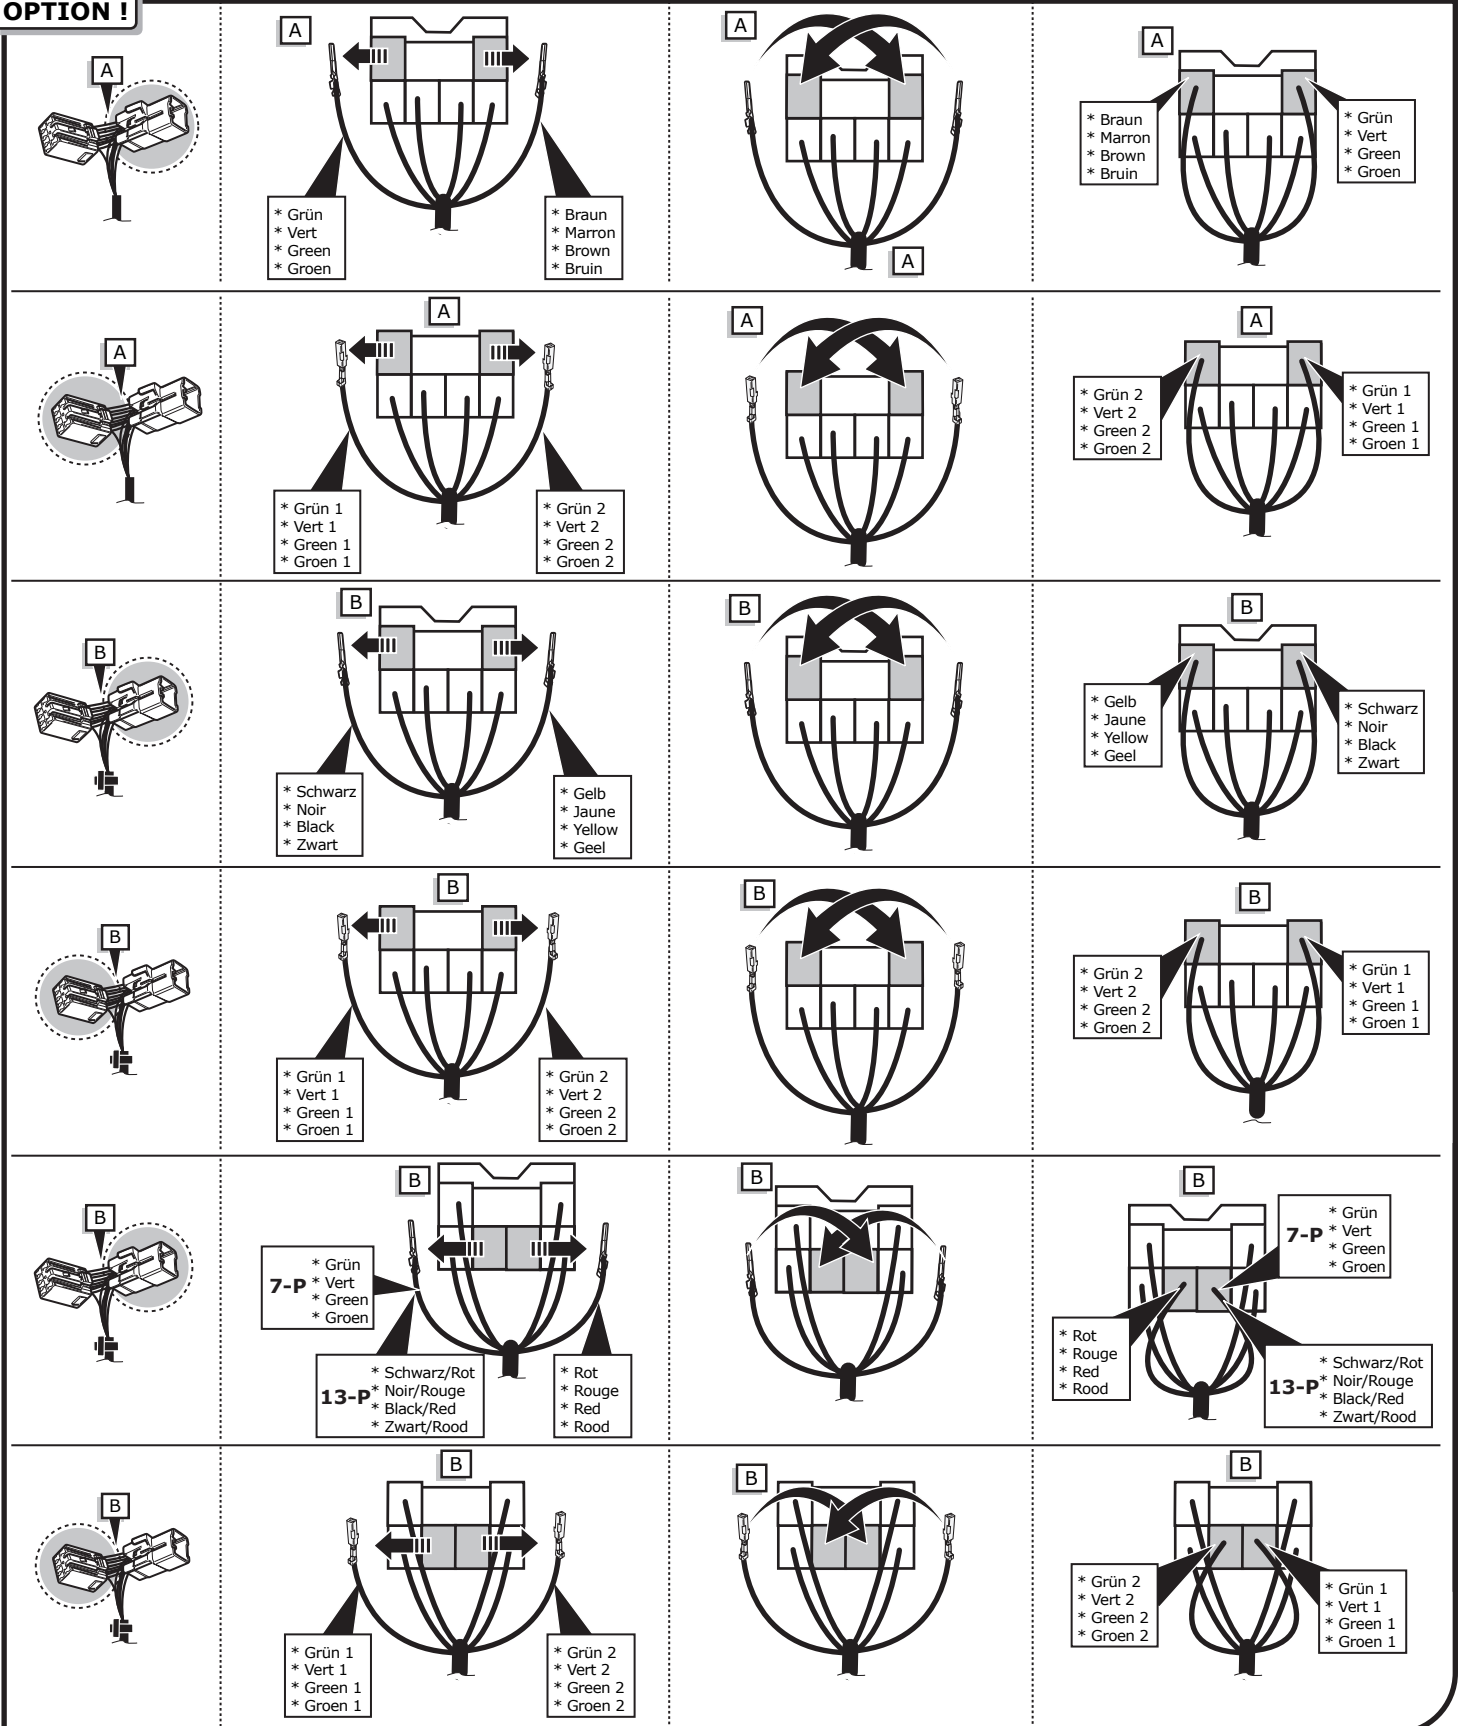 OPTION !
A
A
* Grün
* Vert
* Green
* Groen
* Braun
* Marron
* Brown
* Bruin
A
A
A
* Braun
* Marron
* Brown
* Bruin
* Grün
* Vert
* Green
* Groen
A
A
* Grün 1
* Vert 1
* Green 1
* Groen 1
* Grün 2
* Vert 2
* Green 2
* Groen 2
A
A
* Grün 2
* Vert 2
* Green 2
* Groen 2
* Grün 1
* Vert 1
* Green 1
* Groen 1
B
B
* Schwarz
* Noir
* Black
* Zwart
* Gelb
* Jaune
* Yellow
* Geel
B
B
* Gelb
* Jaune
* Yellow
* Geel
* Schwarz
* Noir
* Black
* Zwart
B
B
* Grün 1
* Vert 1
* Green 1
* Groen 1
* Grün 2
* Vert 2
* Green 2
* Groen 2
B
B
* Grün 2
* Vert 2
* Green 2
* Groen 2
* Grün 1
* Vert 1
* Green 1
* Groen 1
B
B
7-P
* Grün
* Vert
* Green
* Groen
13-P
* Schwarz/Rot
* Noir/Rouge
* Black/Red
* Zwart/Rood
* Rot
* Rouge
* Red
* Rood
B
B
7-P
* Grün
* Vert
* Green
* Groen
* Rot
* Rouge
* Red
* Rood
13-P
* Schwarz/Rot
* Noir/Rouge
* Black/Red
* Zwart/Rood
B
B
* Grün 1
* Vert 1
* Green 1
* Groen 1
* Grün 2
* Vert 2
* Green 2
* Groen 2
B
B
* Grün 2
* Vert 2
* Green 2
* Groen 2
* Grün 1
* Vert 1
* Green 1
* Groen 1